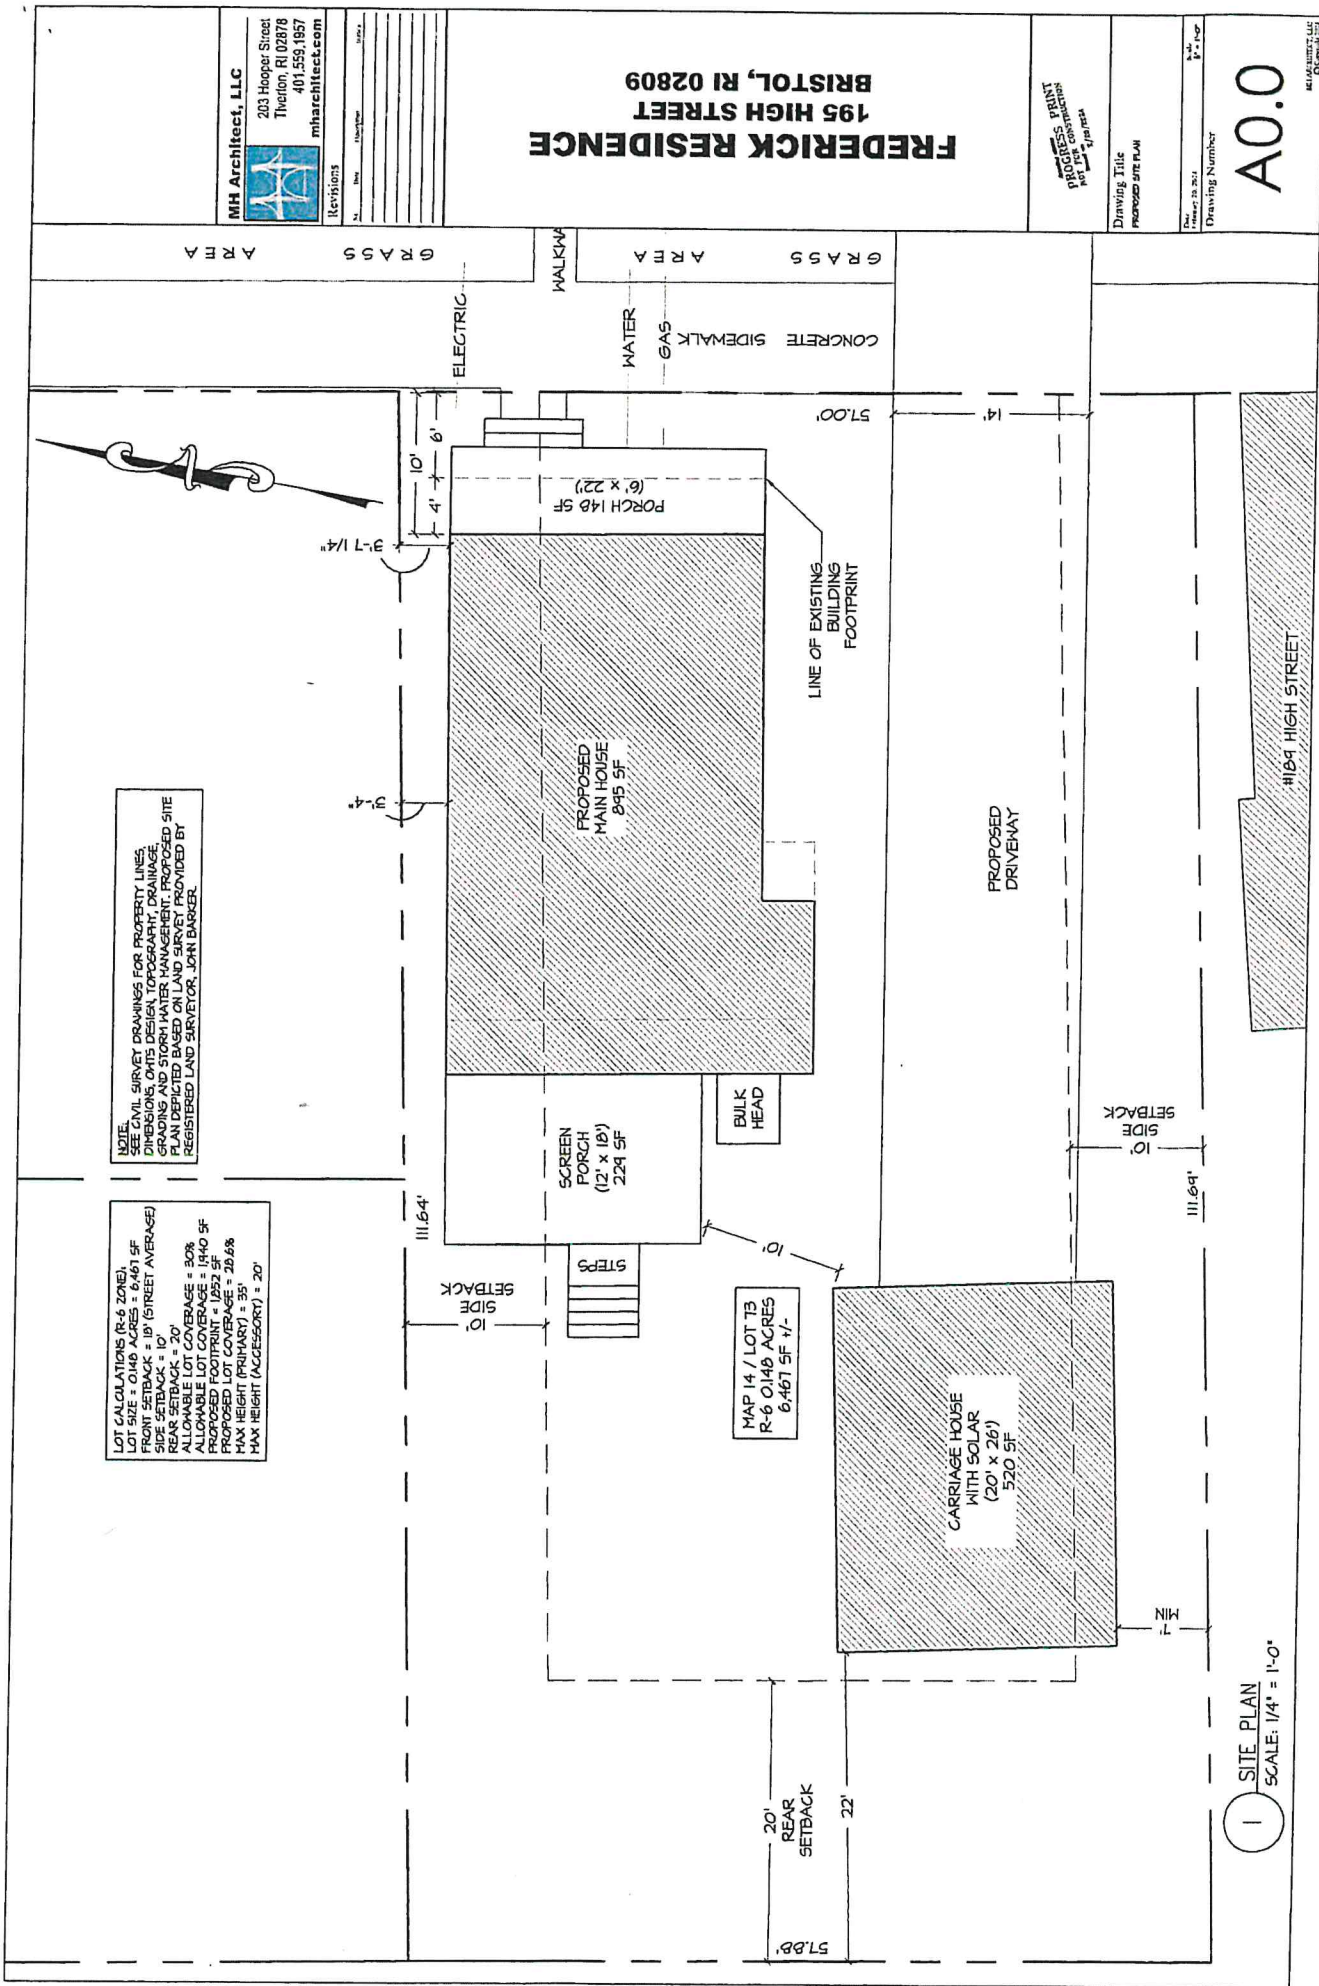 MH Architect, LLC
203 Hooper Street
Tiverton, RI 02878
401.559.1957
mharchitect.com
Revisions
FREDERICK RESIDENCE
195 HIGH STREET
BRISTOL, RI 02809
PROGRESS PRINT
NOT FOR CONSTRUCTION
Drawing Title
PROPOSED SITE PLAN
Date
Scale
Drawing Number
A0.0
GRASS AREA
WALKWA
GRASS AREA
CONCRETE SIDEWALK
ELECTRIC
WATER
GAS
57.00'
14'
10'
4'
6'
3'-7 1/4"
PORCH 148 SF
(6' x 22')
LINE OF EXISTING
BUILDING
FOOTPRINT
3'-4"
PROPOSED
MAIN HOUSE
895 SF
PROPOSED
DRIVEWAY
#189 HIGH STREET
NOTE:
SEE CIVIL SURVEY DRAWINGS FOR PROPERTY LINES,
DIMENSIONS, OWTS DESIGN, TOPOGRAPHY, DRAINAGE,
GRADING AND STORM WATER MANAGEMENT. PROPOSED SITE
PLAN DEPICTED BASED ON LAND SURVEY PROVIDED BY
REGISTERED LAND SURVEYOR, JOHN BARKER.
LOT CALCULATIONS (R-6 ZONE):
LOT SIZE = 0.148 ACRES = 6,467 SF
FRONT SETBACK = 18' (STREET AVERAGE)
SIDE SETBACK = 10'
REAR SETBACK = 20'
ALLOWABLE LOT COVERAGE = 30%
ALLOWABLE LOT COVERAGE = 1,940 SF
PROPOSED FOOTPRINT = 1,852 SF
PROPOSED LOT COVERAGE = 28.6%
MAX HEIGHT (PRIMARY) = 35'
MAX HEIGHT (ACCESSORY) = 20'
111.64'
SCREEN
PORCH
(12' x 18')
229 SF
BULK
HEAD
STEPS
10'
SIDE
SETBACK
10'
MAP 14 / LOT 73
R-6 0.148 ACRES
6,467 SF +/-
10'
SIDE
SETBACK
111.69'
CARRIAGE HOUSE
WITH SOLAR
(20' x 26')
520 SF
7'
MIN
20'
REAR
SETBACK
22'
57.88'
1
SITE PLAN
SCALE: 1/4" = 1'-0"